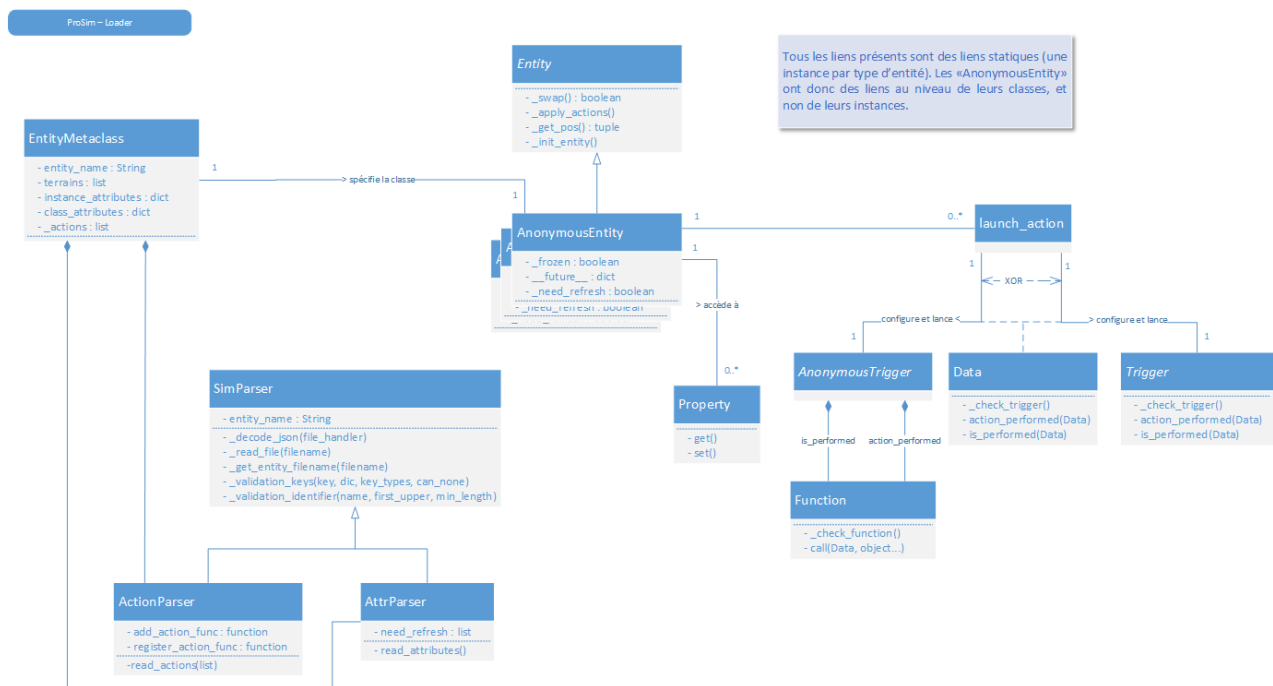 ProSim – Loader
Entity
- _swap() : boolean
- _apply_actions()
- _get_pos() : tuple
- _init_entity()
Tous les liens présents sont des liens statiques (une
instance par type d'entité). Les «AnonymousEntity»
ont donc des liens au niveau de leurs classes, et
non de leurs instances.
EntityMetaclass
- entity_name : String
- terrains : list
- instance_attributes : dict
- class_attributes : dict
- _actions : list
1
> spécifie la classe
1
A
A
AnonymousEntity
- _frozen : boolean
- __future__ : dict
- _need_refresh : boolean
- _need_refresh : boolean
1
0..*
launch_action
1
> accède à
0..*
1
XOR
1
configure et lance <
> configure et lance
1
1
Property
- get()
- set()
AnonymousTrigger
Data
- _check_trigger()
- action_performed(Data)
- is_performed(Data)
Trigger
- _check_trigger()
- action_performed(Data)
- is_performed(Data)
is_performed
action_performed
Function
- _check_function()
- call(Data, object...)
SimParser
- entity_name : String
- _decode_json(file_handler)
- _read_file(filename)
- _get_entity_filename(filename)
- _validation_keys(key, dic, key_types, can_none)
- _validation_identifier(name, first_upper, min_length)
ActionParser
- add_action_func : function
- register_action_func : function
-read_actions(list)
AttrParser
- need_refresh : list
- read_attributes()